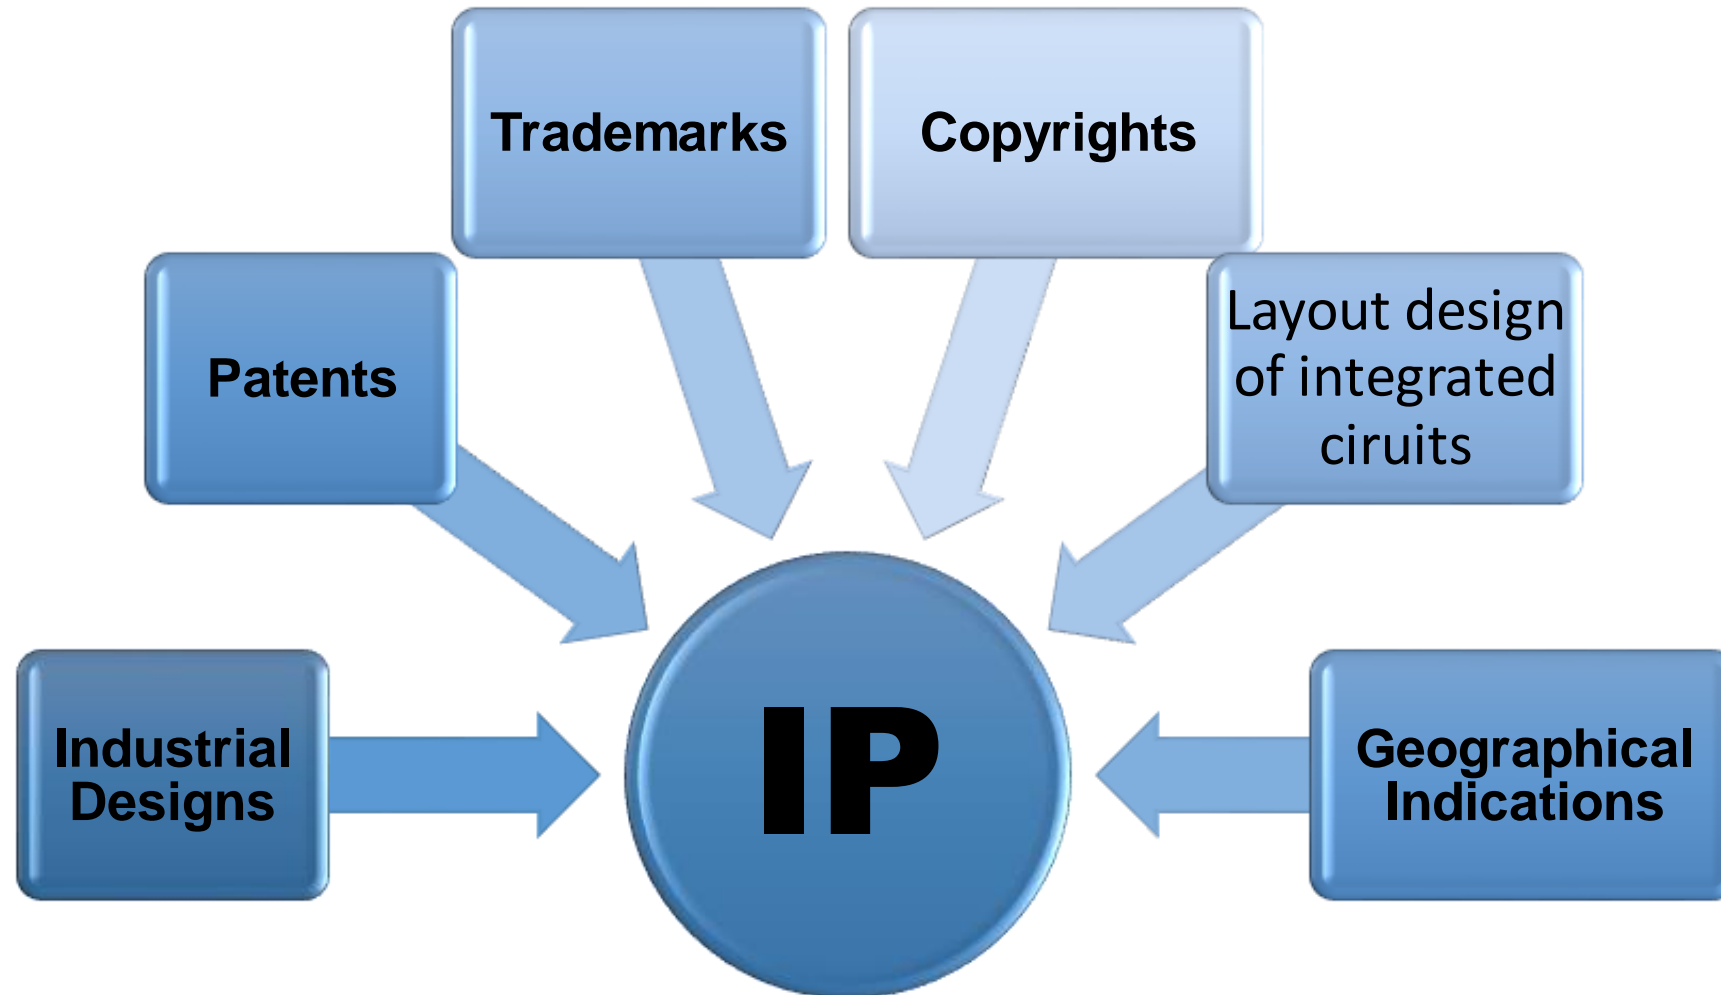 Trademarks
Copyrights
Patents
Layout design
of integrated
ciruits
Industrial
Designs
IP
Geographical
Indications